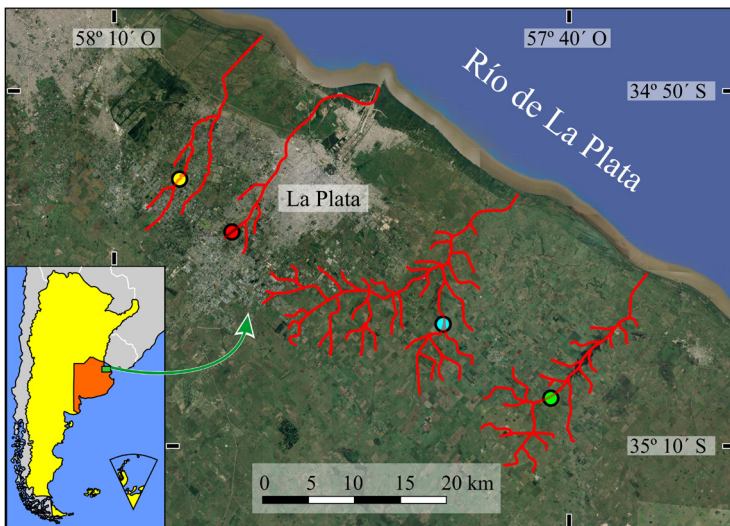 58º 10´ O
57º 40´ O
34º 50´ S
Río de La Plata
La Plata
35º 10´ S
0 5 10 20 km